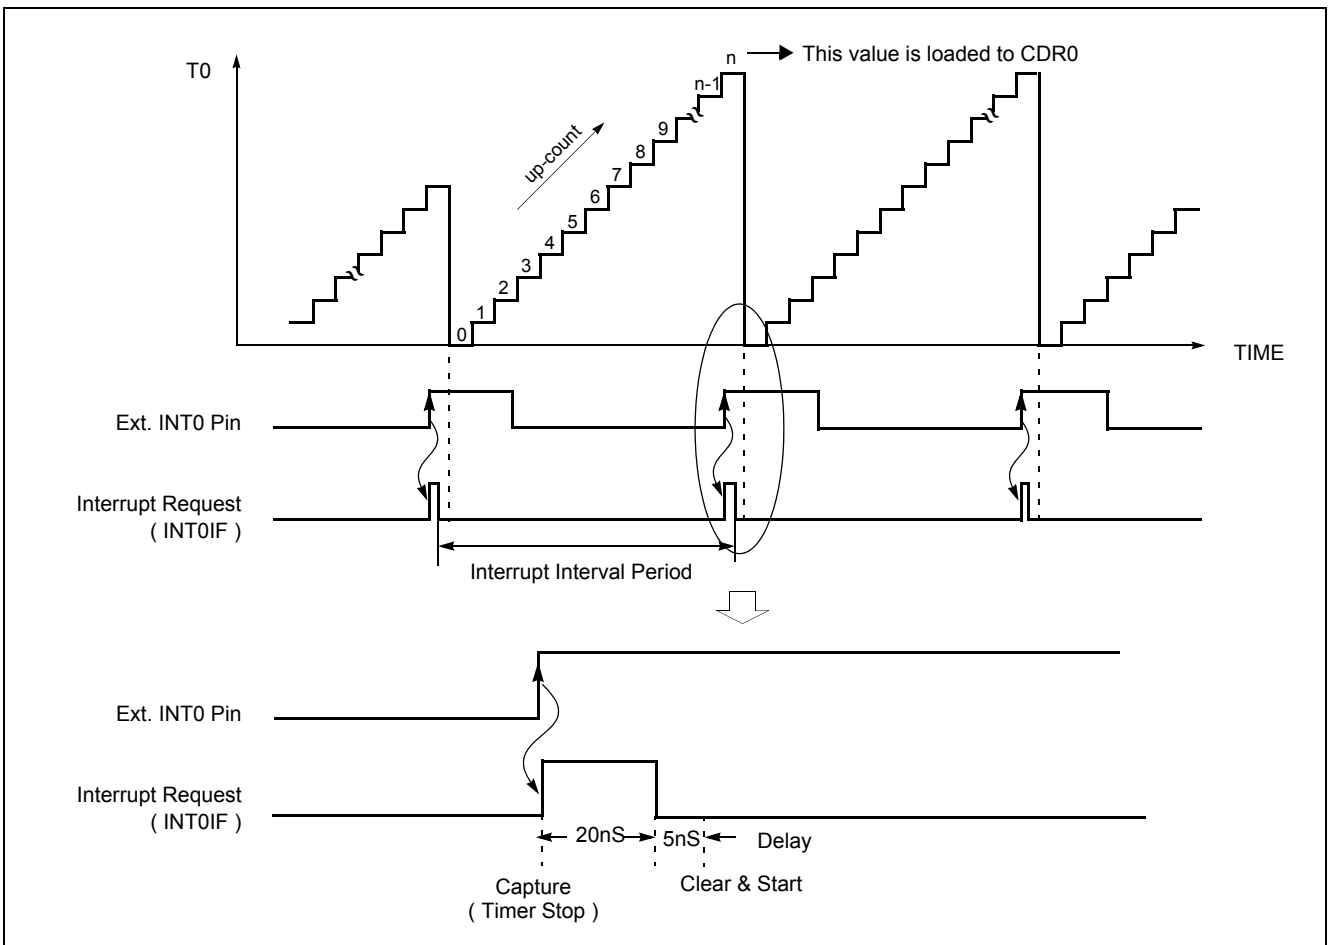 T0
n
This value is loaded to CDR0
n-1
up-count
9
8
7
6
5
4
3
2
1
0
TIME
Ext. INT0 Pin
Interrupt Request
( INT0IF )
Interrupt Interval Period
Ext. INT0 Pin
Interrupt Request
( INT0IF )
20nS
5nS
Delay
Capture
( Timer Stop )
Clear & Start